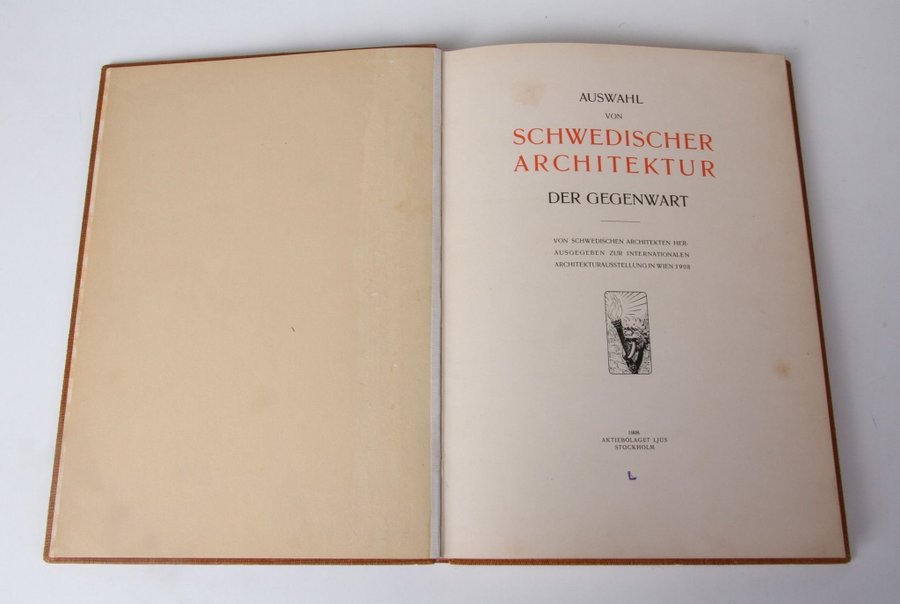 AUSWAHL
VON
SCHWEDISCHER
ARCHITEKTUR
DER GEGENWART
VON SCHWEDISCHEN ARCHITEKTEN HER-
AUSGEGEBEN ZUR INTERNATIONALEN
ARCHITEKTURAUSSTELLUNG IN WIEN 1908
1908
AKTIEBOLAGET LJUS
STOCKHOLM
L